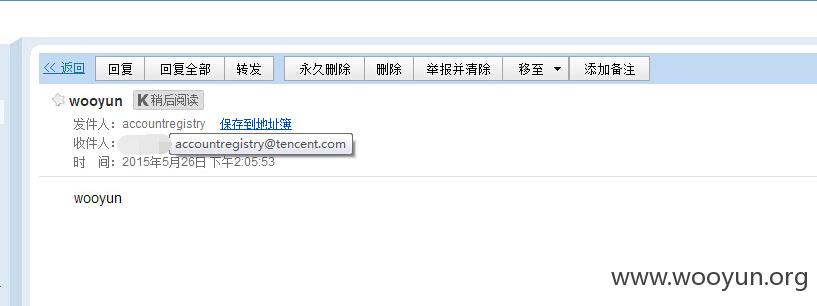 << 返回 回复 回复全部 转发 永久删除 删除 举报并清除 移至 添加备注
wooyun K稍后阅读
发件人：accountregistry 保存到地址簿
收件人： accountregistry@tencent.com
时 间：2015年5月26日 下午2:05:53
wooyun
www.wooyun.org